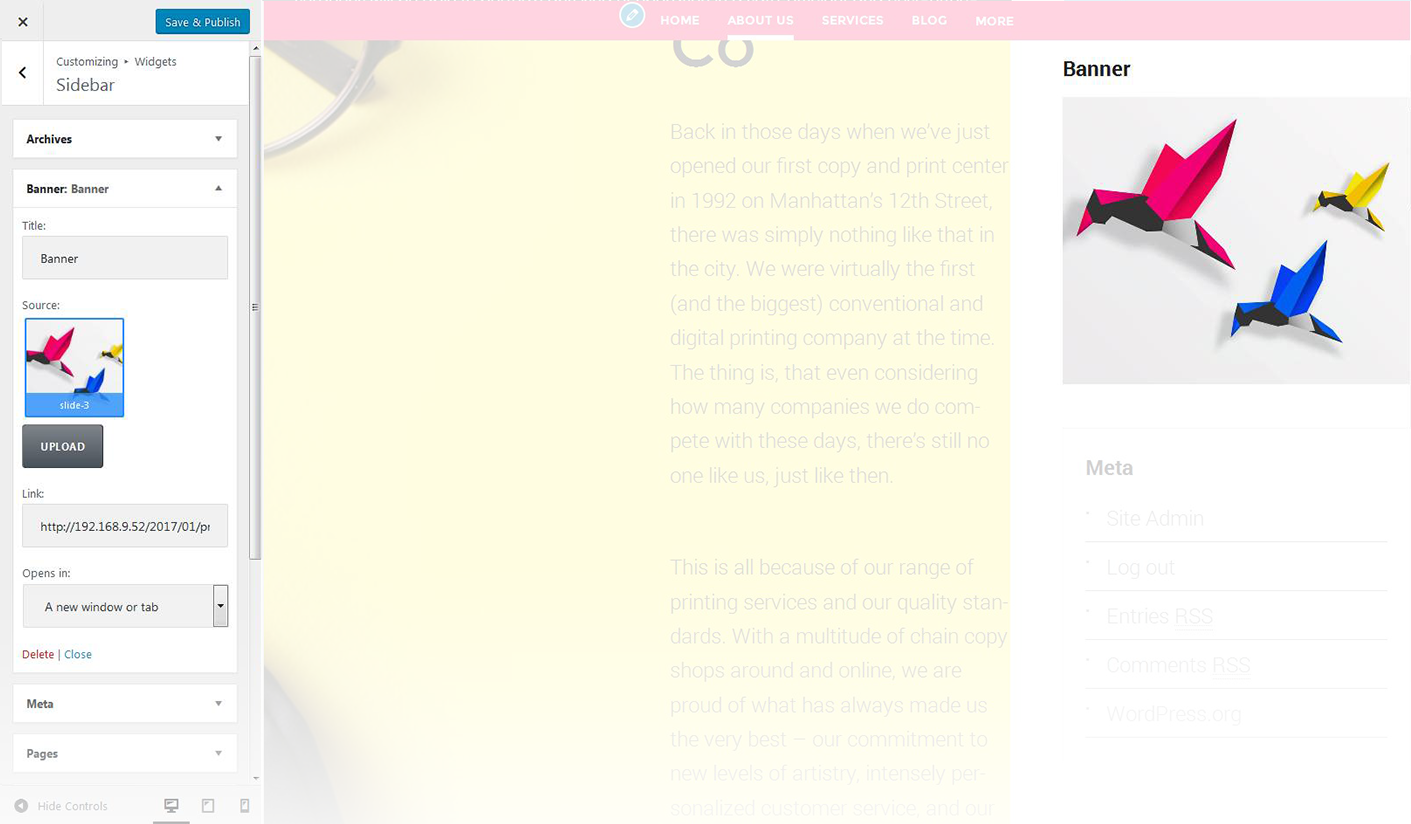 Save & Publish
Customizing ▸ Widgets
Sidebar
Archives
Banner: Banner
Title:
Banner
Source:
slide-3
UPLOAD
Link:
http://192.168.9.52/2017/01/pr
Opens in:
A new window or tab
Delete | Close
Meta
Pages
Hide Controls
HOME ABOUT US SERVICES BLOG MORE
Co
Back in those days when we’ve just
opened our first copy and print center
in 1992 on Manhattan’s 12th Street,
there was simply nothing like that in
the city. We were virtually the first
(and the biggest) conventional and
digital printing company at the time.
The thing is, that even considering
how many companies we do com-
pete with these days, there’s still no
one like us, just like then.
This is all because of our range of
printing services and our quality stan-
dards. With a multitude of chain copy
shops around and online, we are
proud of what has always made us
the very best – our commitment to
new levels of artistry, intensely per-
sonalized customer service, and our
Banner
Meta
Site Admin
Log out
Entries RSS
Comments RSS
WordPress.org